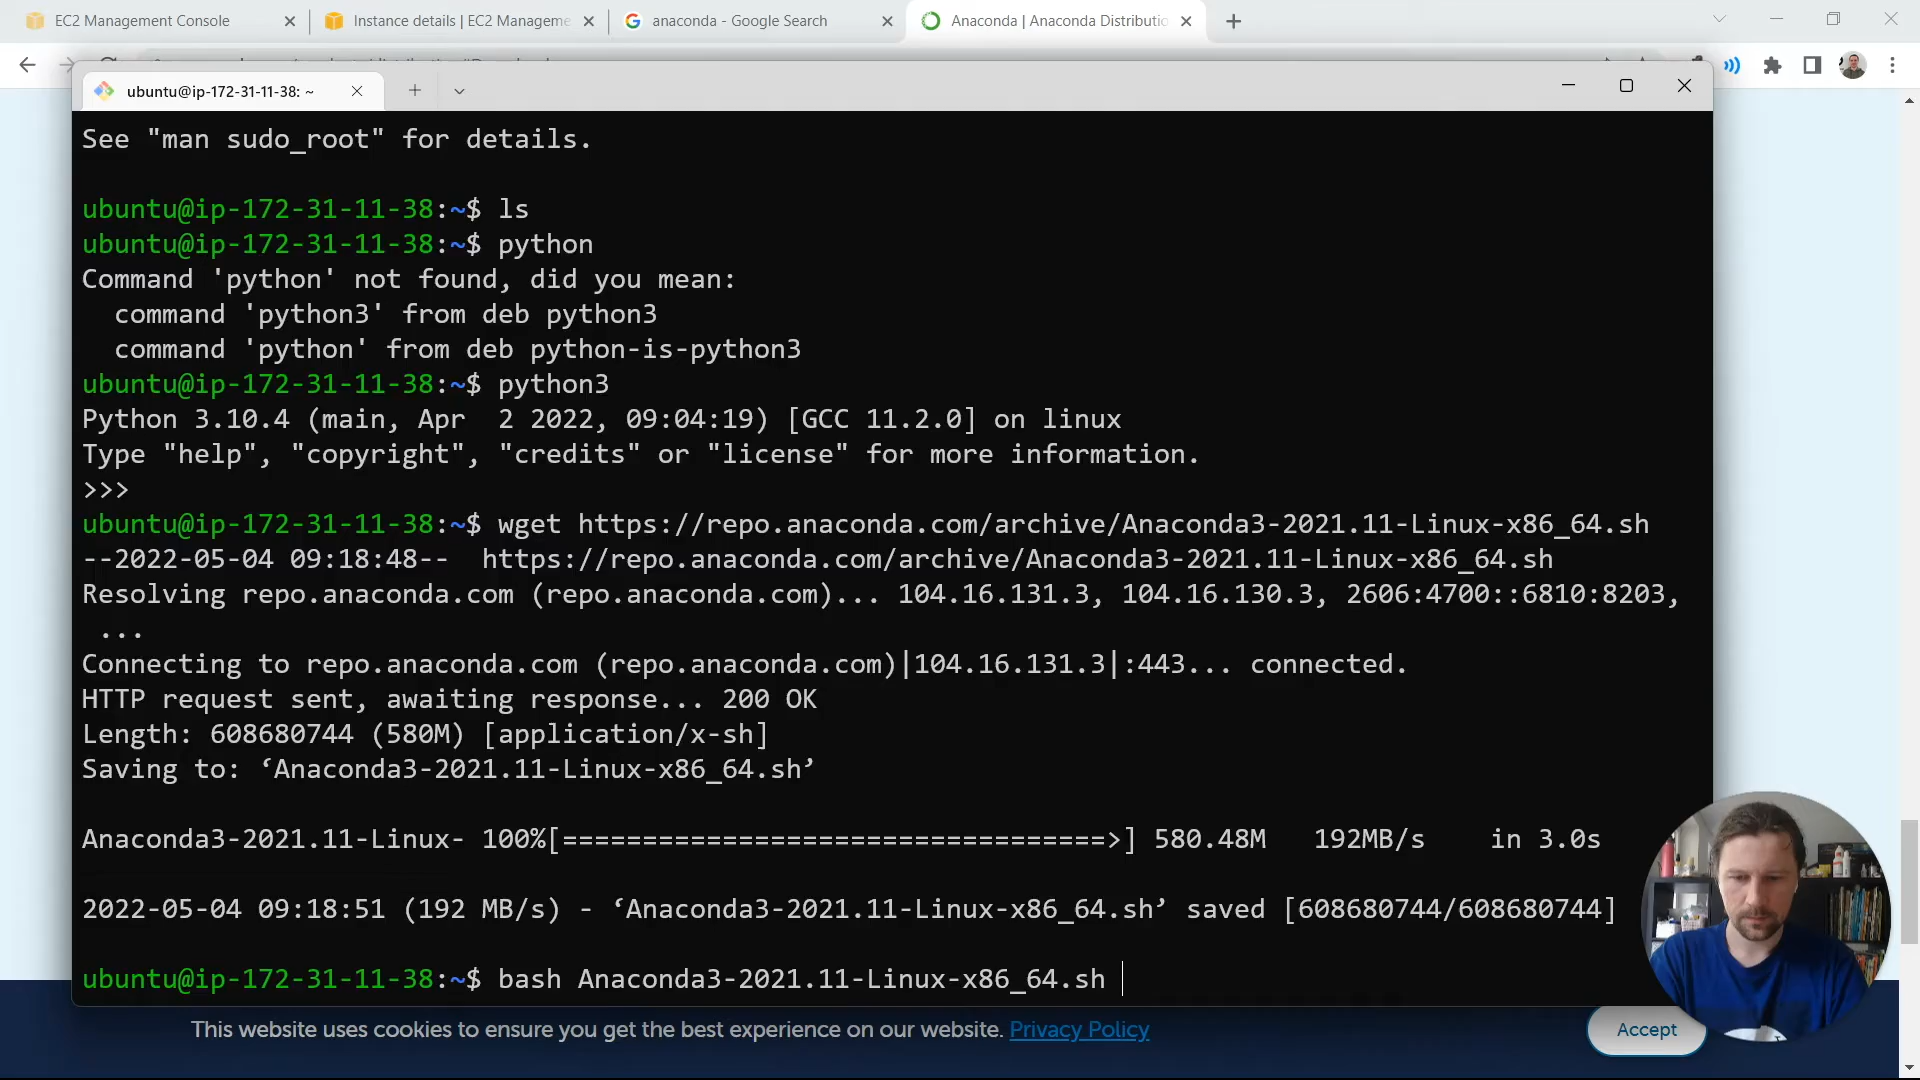 EC2 Management Console
Instance details | EC2 Manageme
anaconda - Google Search
Anaconda | Anaconda Distributio
ubuntu@ip-172-31-11-38: ~
See "man sudo_root" for details.
ubuntu@ip-172-31-11-38:~$ ls
ubuntu@ip-172-31-11-38:~$ python
Command 'python' not found, did you mean:
command 'python3' from deb python3
command 'python' from deb python-is-python3
ubuntu@ip-172-31-11-38:~$ python3
Python 3.10.4 (main, Apr  2 2022, 09:04:19) [GCC 11.2.0] on linux
Type "help", "copyright", "credits" or "license" for more information.
>>>
ubuntu@ip-172-31-11-38:~$ wget https://repo.anaconda.com/archive/Anaconda3-2021.11-Linux-x86_64.sh
--2022-05-04 09:18:48--  https://repo.anaconda.com/archive/Anaconda3-2021.11-Linux-x86_64.sh
Resolving repo.anaconda.com (repo.anaconda.com)... 104.16.131.3, 104.16.130.3, 2606:4700::6810:8203,
...
Connecting to repo.anaconda.com (repo.anaconda.com)|104.16.131.3|:443... connected.
HTTP request sent, awaiting response... 200 OK
Length: 608680744 (580M) [application/x-sh]
Saving to: ‘Anaconda3-2021.11-Linux-x86_64.sh’
Anaconda3-2021.11-Linux- 100%[==================================>] 580.48M   192MB/s    in 3.0s
2022-05-04 09:18:51 (192 MB/s) - ‘Anaconda3-2021.11-Linux-x86_64.sh’ saved [608680744/608680744]
ubuntu@ip-172-31-11-38:~$ bash Anaconda3-2021.11-Linux-x86_64.sh
This website uses cookies to ensure you get the best experience on our website. Privacy Policy
Accept